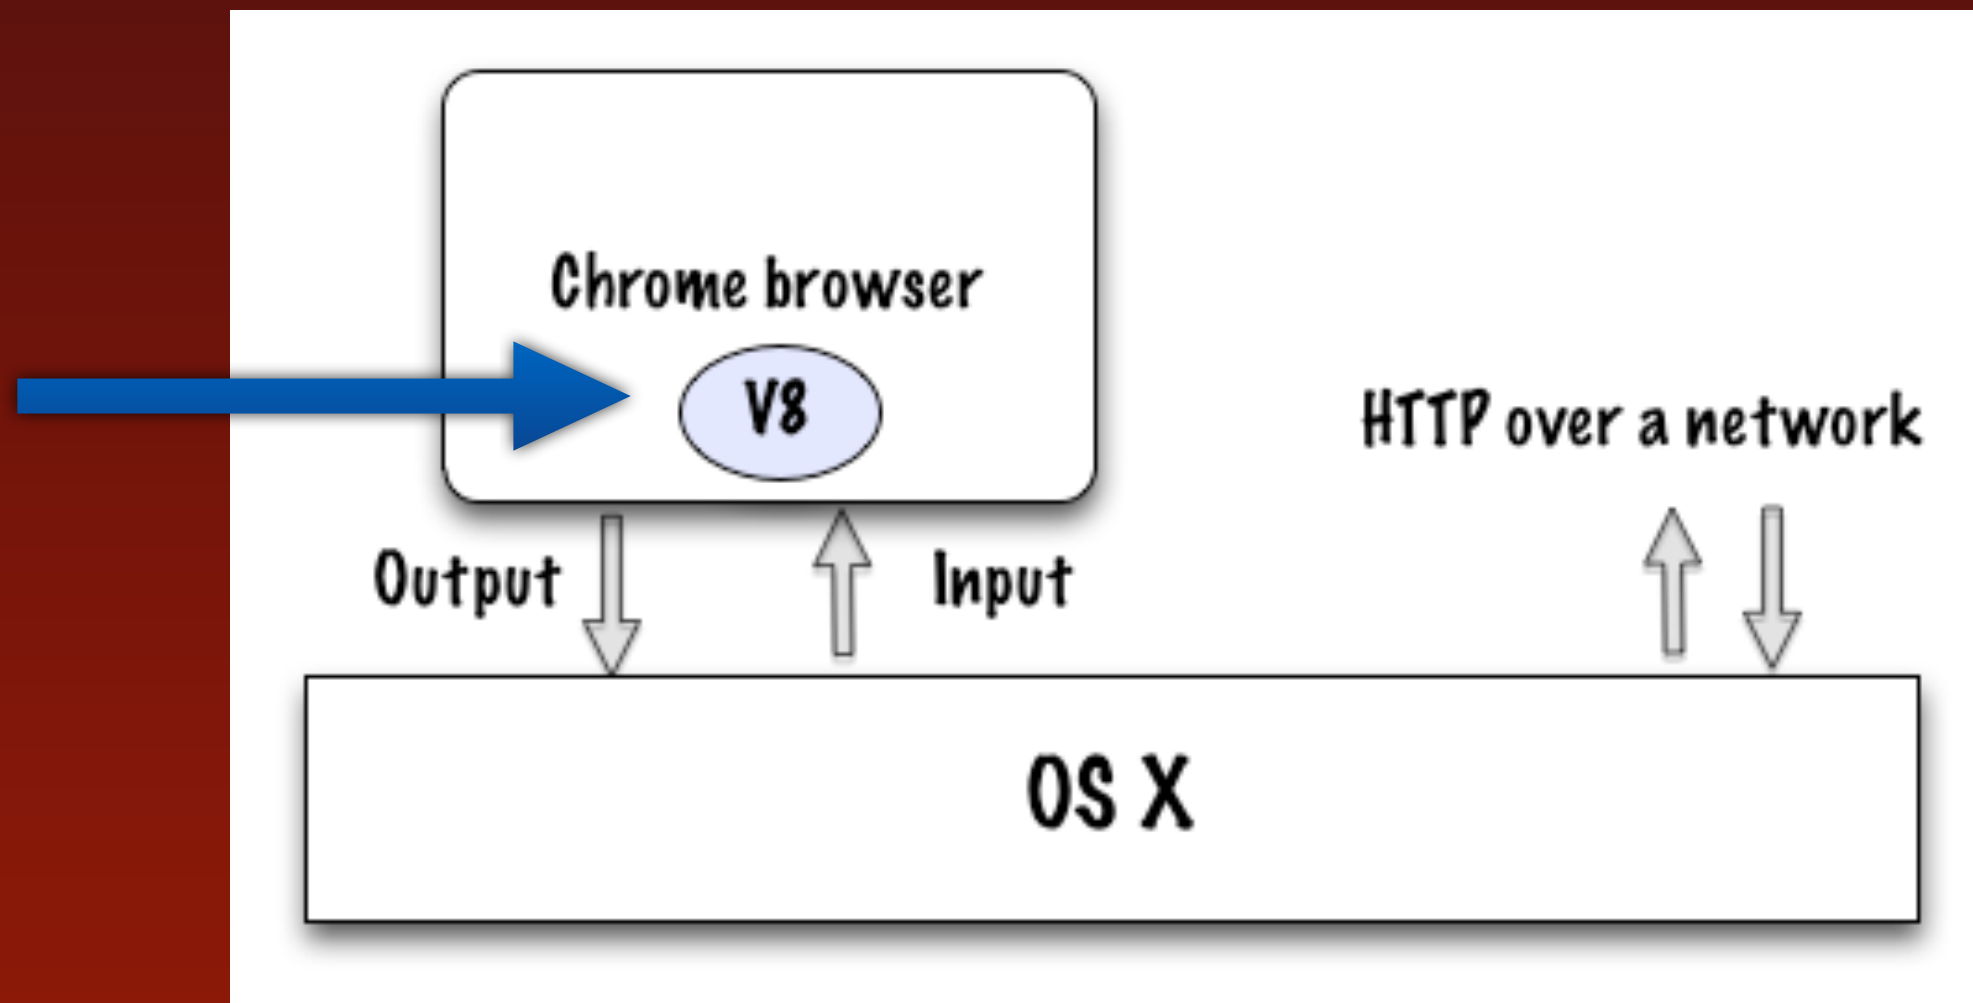 Chrome browser
V8
HTTP over a network
Output
Input
OS X